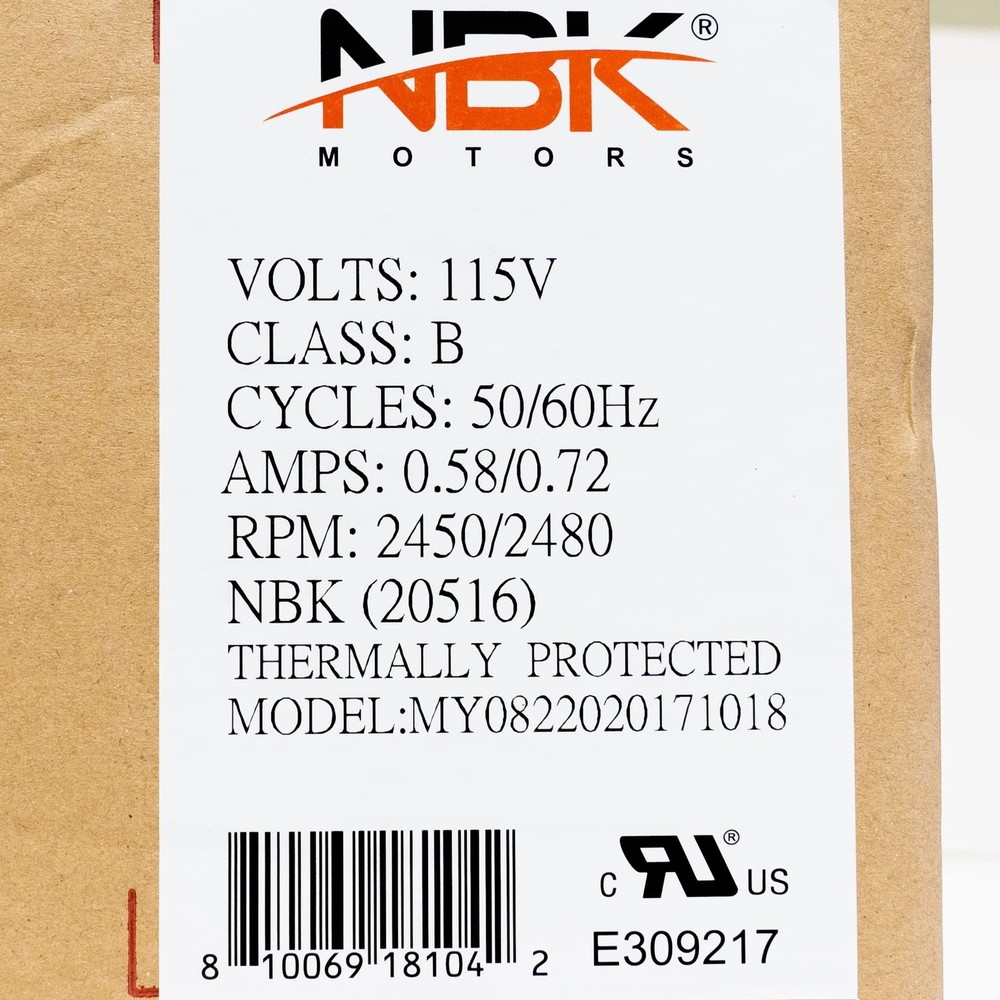 NBK®
MOTORS
VOLTS: 115V
CLASS: B
CYCLES: 50/60Hz
AMPS: 0.58/0.72
RPM: 2450/2480
NBK (20516)
THERMALLY PROTECTED
MODEL:MY0822020171018
C RU® US
8 10069 18104 2
E309217